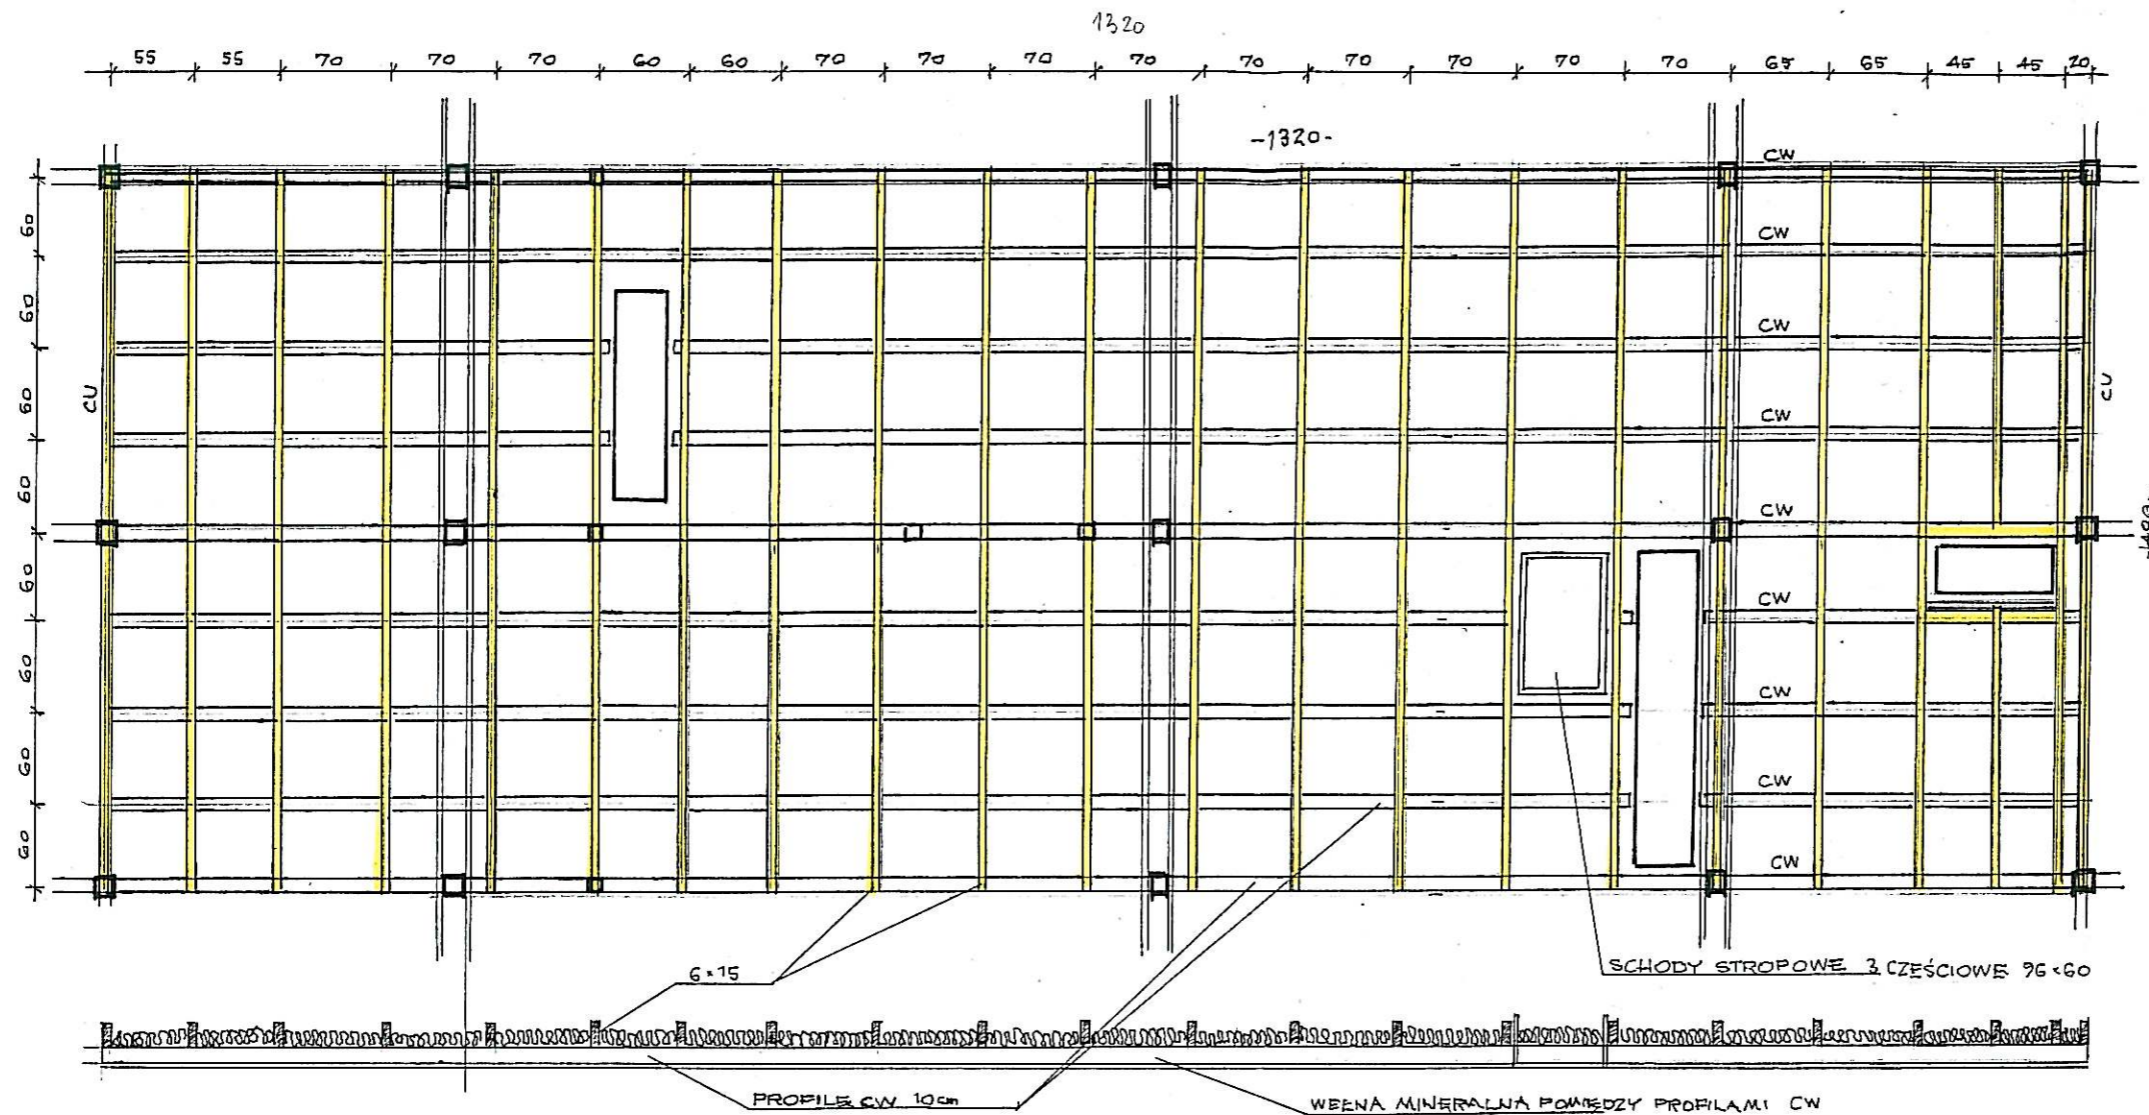 1320
55 55 70 70 70 60 60 70 70 70 70 70 70 70 70 70 65 65 45 45 20
-1320-
CW
60
CW
60
CW
60
CU
CW
CU
60
CW
60
CW
60
CW
60
CW
60
CW
6×15
SCHODY STROPOWE 3 CZĘŚCIOWE 96×60
PROFILE CW 10cm
WEŁNA MINERALNA POMIĘDZY PROFILAMI CW